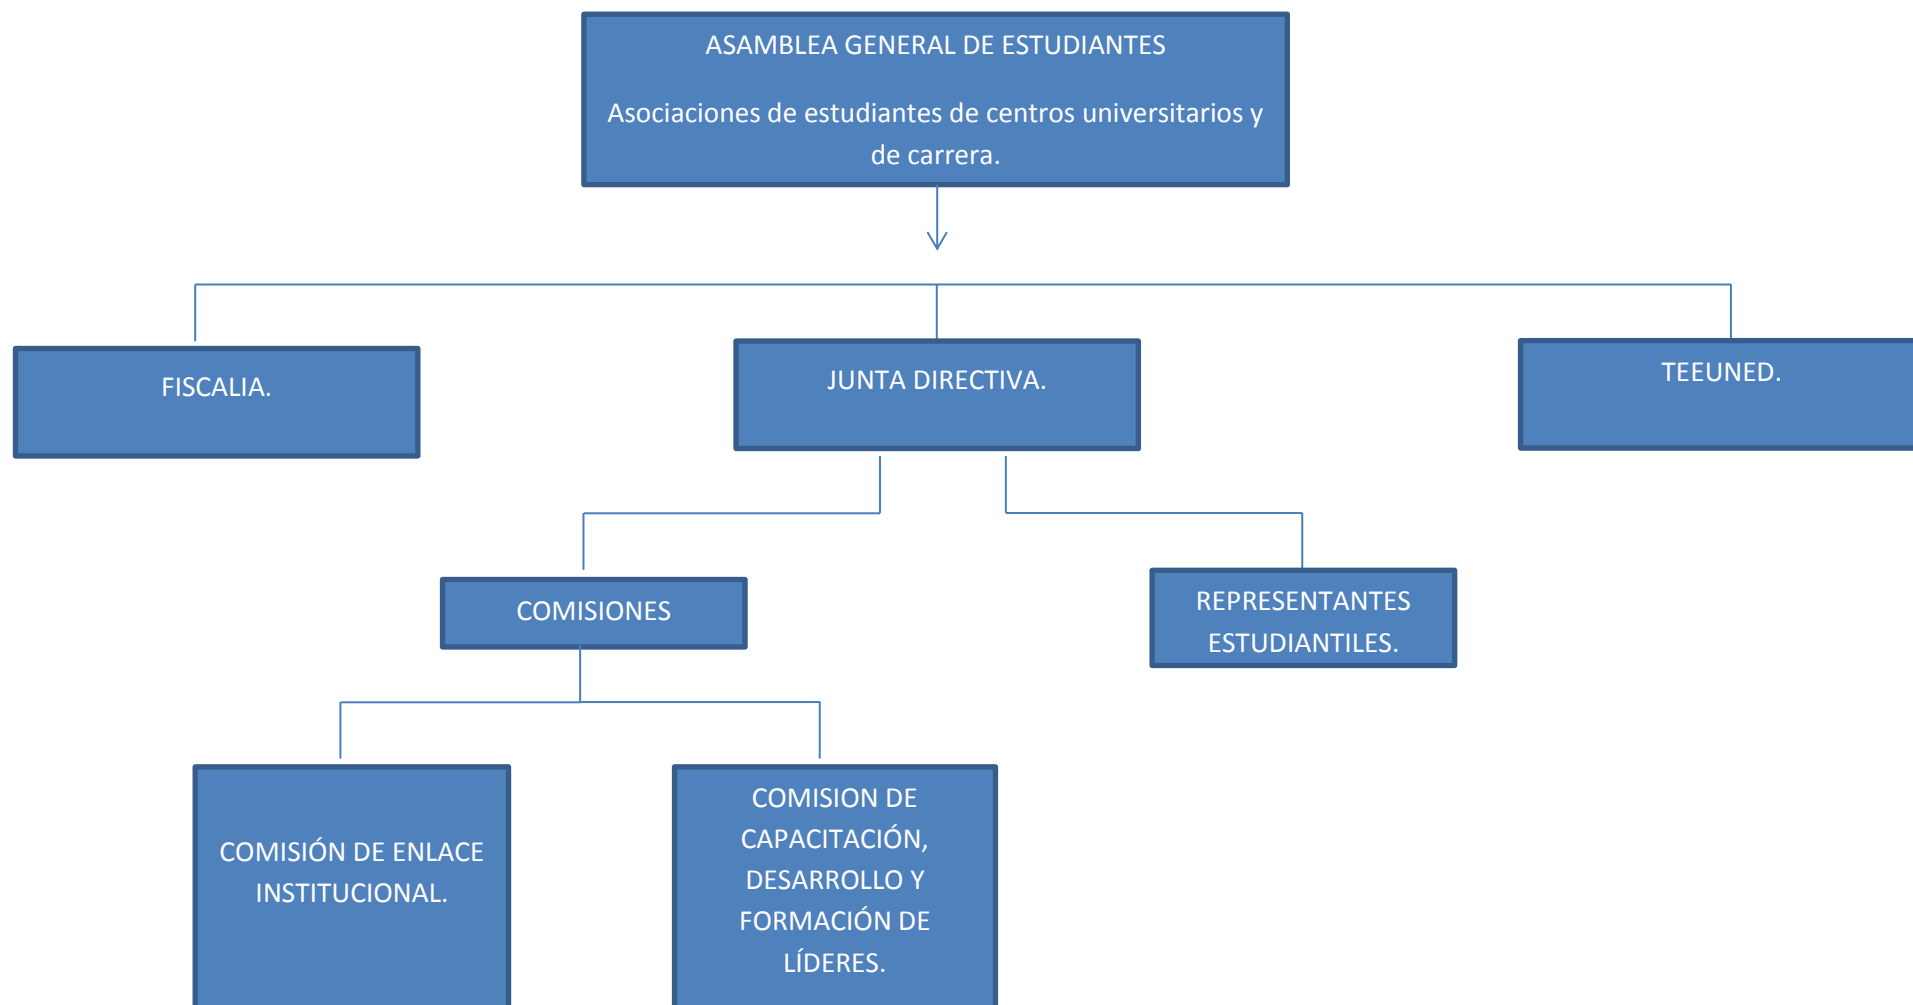 ASAMBLEA GENERAL DE ESTUDIANTES
Asociaciones de estudiantes de centros universitarios y
de carrera.
FISCALIA.
JUNTA DIRECTIVA.
TEEUNED.
COMISIONES
REPRESENTANTES
ESTUDIANTILES.
COMISIÓN DE ENLACE
INSTITUCIONAL.
COMISION DE
CAPACITACIÓN,
DESARROLLO Y
FORMACIÓN DE
LÍDERES.